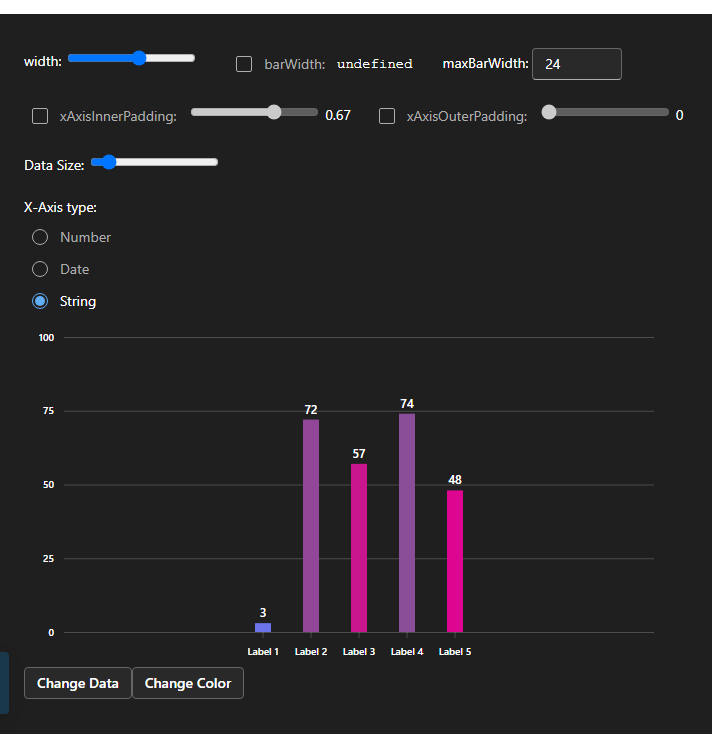 width: barWidth: undefined maxBarWidth: 24
xAxisInnerPadding: 0.67 xAxisOuterPadding: 0
Data Size:
X-Axis type:
Number
Date
String
100
75
50
25
0
3
72
57
74
48
Label 1 Label 2 Label 3 Label 4 Label 5
Change Data Change Color